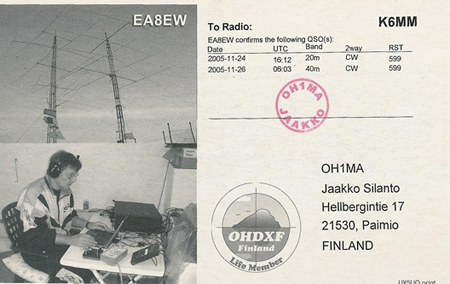 EA8EW
To Radio: K6MM
EA8EW confirms the following QSO(s):
Date UTC Band 2way RST
2005-11-24 16:12 20m CW 599
2005-11-26 06:03 40m CW 599
OH1MA
JAAKKO
OH1MA
Jaakko Silanto
Hellbergintie 17
21530, Paimio
FINLAND
OHDXF
Finland
Life Member
UX5UO print